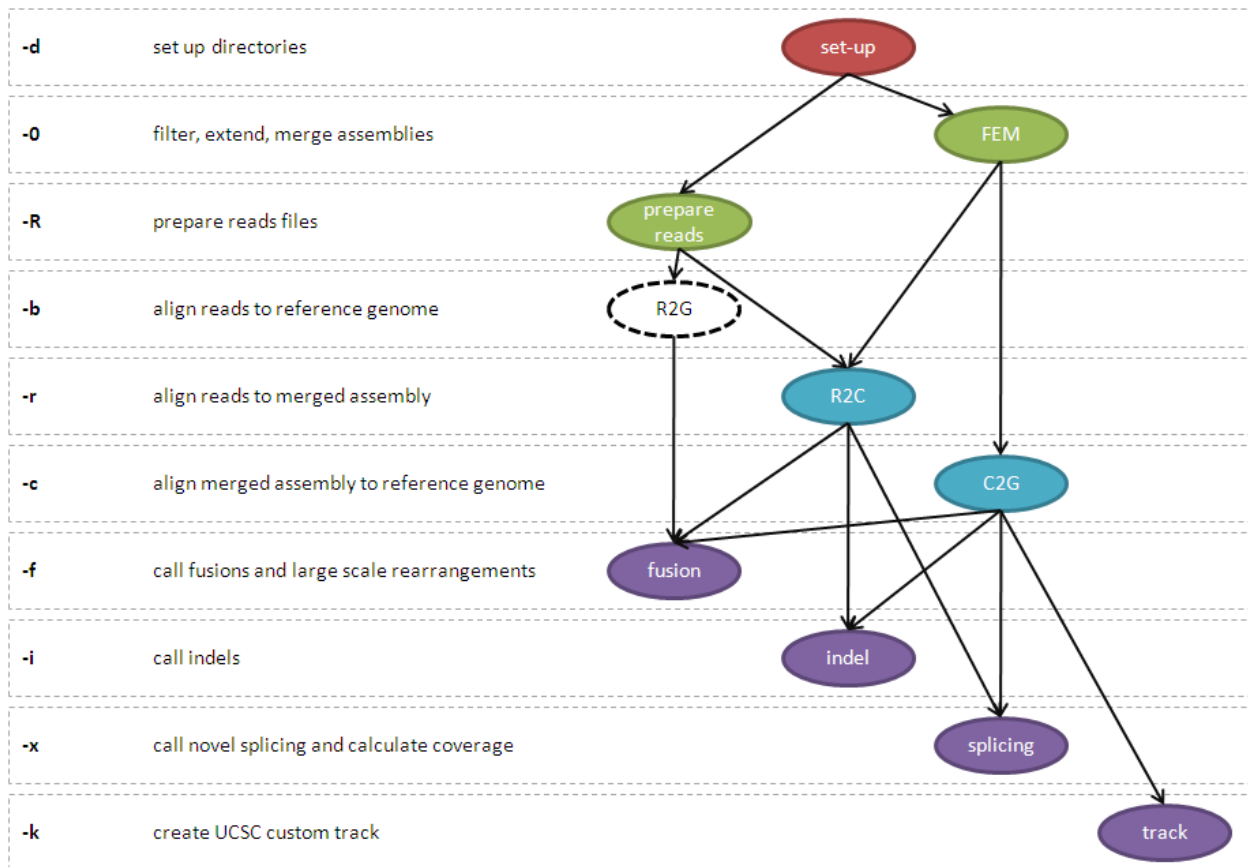 -d set up directories set-up
-0 filter, extend, merge assemblies FEM
-R prepare reads files prepare
reads
-b align reads to reference genome R2G
-r align reads to merged assembly R2C
-c align merged assembly to reference genome C2G
-f call fusions and large scale rearrangements fusion
-i call indels indel
-x call novel splicing and calculate coverage splicing
-k create UCSC custom track track